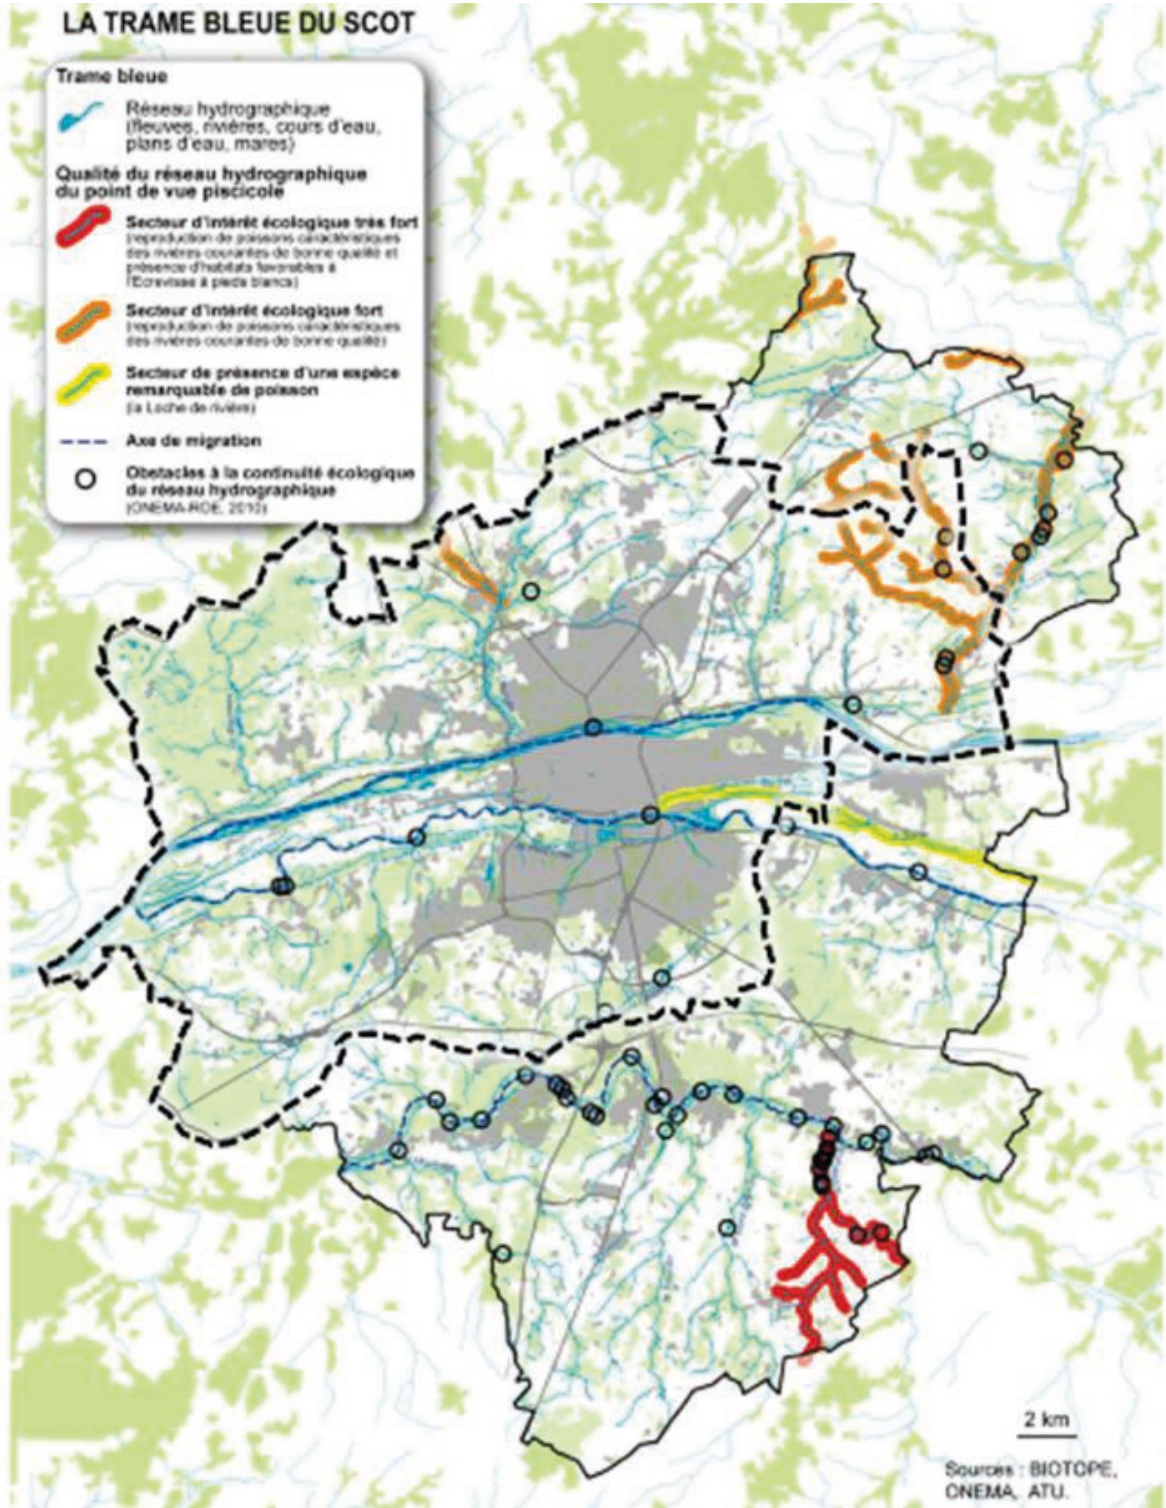 LA TRAME BLEUE DU SCOT
Trame bleue
Réseau hydrographique
(fleuves, rivières, cours d'eau,
plans d'eau, mares)
Qualité du réseau hydrographique
du point de vue piscicole
Secteur d'intérêt écologique très fort
(reproduction de poissons caractéristiques
des rivières courantes de bonne qualité et
présence d'habitats favorables à
l'Ecrevisse à pieds blancs)
Secteur d'intérêt écologique fort
(reproduction de poissons caractéristiques
des rivières courantes de bonne qualité)
Secteur de présence d'une espèce
remarquable de poisson
(la Loche de rivière)
Axe de migration
Obstacles à la continuité écologique
du réseau hydrographique
(ONEMA-ROE, 2010)
2 km
Sources : BIOTOPE,
ONEMA, ATU.